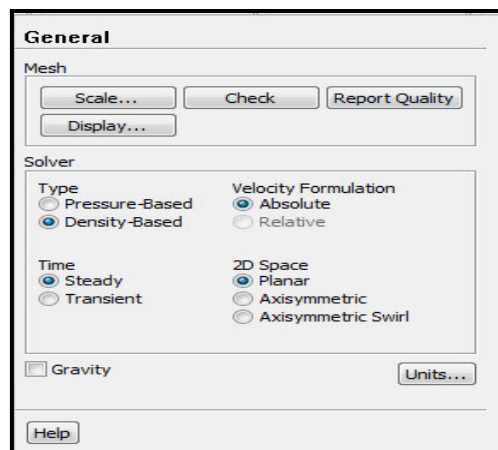 General
Mesh
Scale... Check Report Quality
Display...
Solver
Type Velocity Formulation
Pressure-Based Absolute
Density-Based Relative
Time 2D Space
Steady Planar
Transient Axisymmetric
Axisymmetric Swirl
Gravity Units...
Help